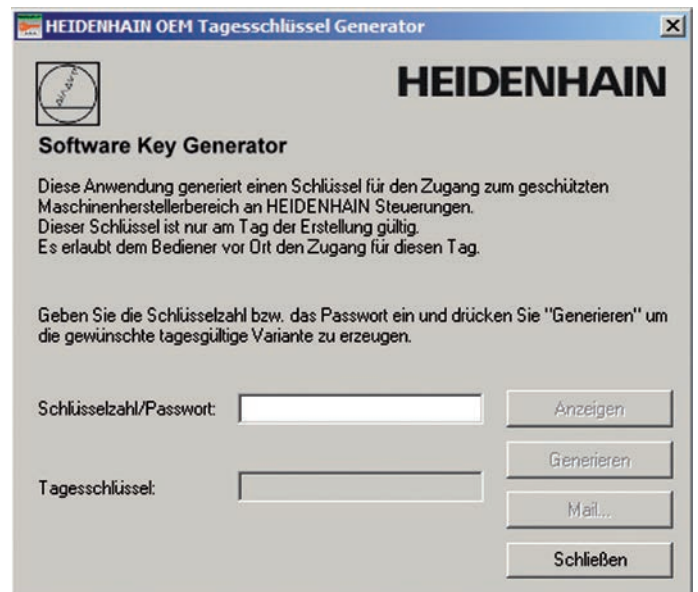 HEIDENHAIN OEM Tagesschlüssel Generator
HEIDENHAIN
Software Key Generator
Diese Anwendung generiert einen Schlüssel für den Zugang zum geschützten
Maschinenherstellerbereich an HEIDENHAIN Steuerungen.
Dieser Schlüssel ist nur am Tag der Erstellung gültig.
Es erlaubt dem Bediener vor Ort den Zugang für diesen Tag.
Geben Sie die Schlüsselzahl bzw. das Passwort ein und drücken Sie "Generieren" um
die gewünschte tagesgültige Variante zu erzeugen.
Schlüsselzahl/Passwort:
Anzeigen
Generieren
Tagesschlüssel:
Mail...
Schließen